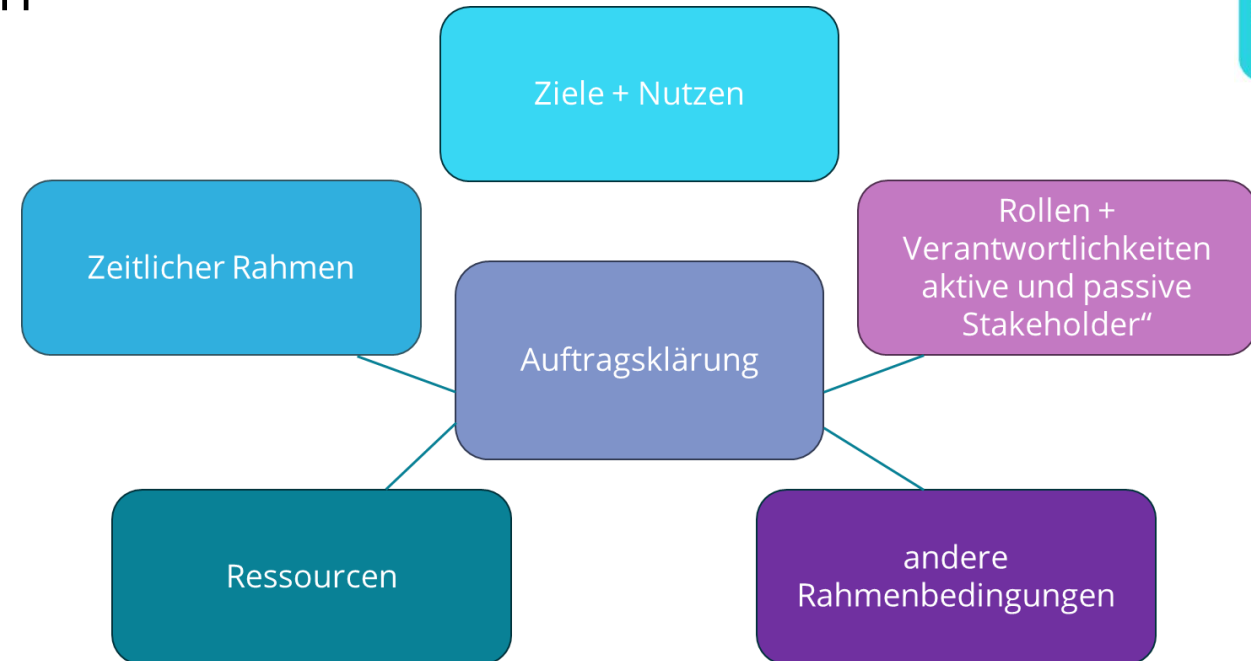 Ziele + Nutzen
Zeitlicher Rahmen
Rollen +
Verantwortlichkeiten
aktive und passive
Stakeholder“
Auftragsklärung
Ressourcen
andere
Rahmenbedingungen